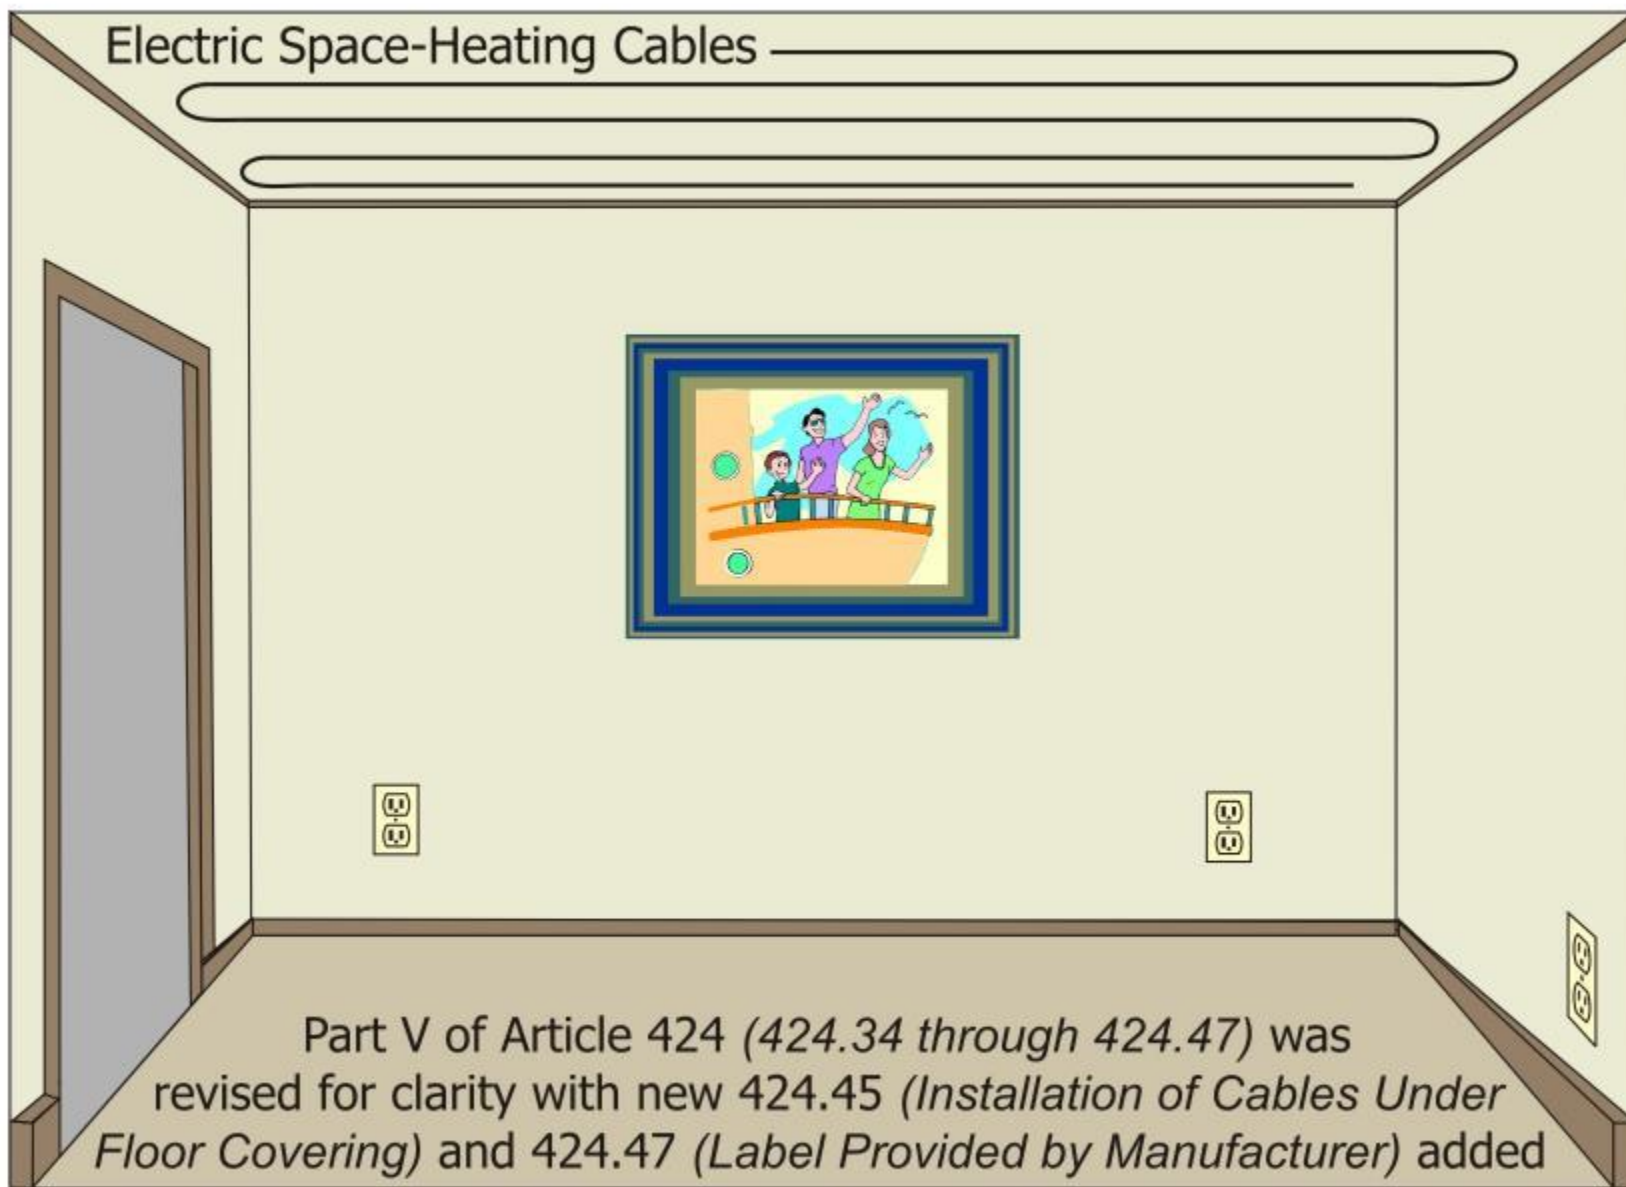 Electric Space-Heating Cables
Part V of Article 424 (424.34 through 424.47) was
revised for clarity with new 424.45 (Installation of Cables Under
Floor Covering) and 424.47 (Label Provided by Manufacturer) added